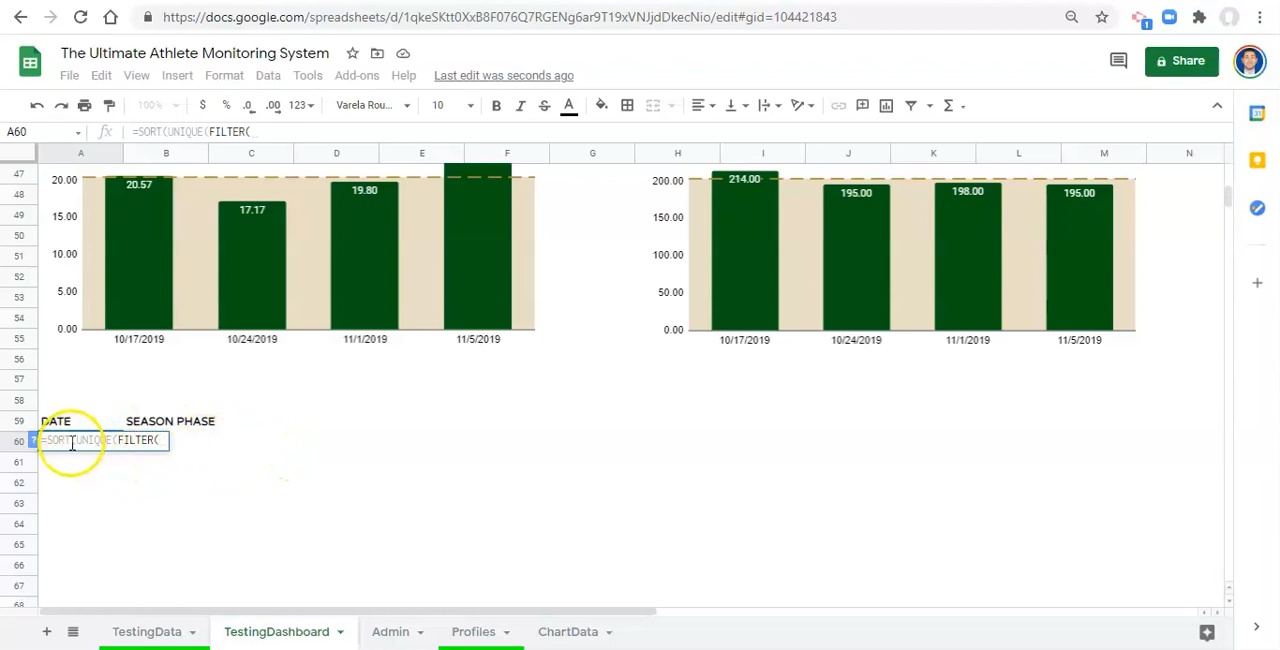 https://docs.google.com/spreadsheets/d/1qkeSKtt0XxB8F076Q7RGENg6ar9T19xVNJjdDkecNio/edit#gid=104421843
1
The Ultimate Athlete Monitoring System
File Edit View Insert Format Data Tools Add-ons Help Last edit was seconds ago
Share
100% $ % .0 .00 123 Varela Rou... 10 B I S A Σ
A60 fx =SORT(UNIQUE(FILTER(
A B C D E F G H I J K L M N
47 20.00 20.57 19.80 200.00 214.00 195.00 198.00 195.00
48
49 15.00 17.17 150.00
50
51 10.00 100.00
52
53 5.00 50.00
54
55 0.00 0.00
10/17/2019 10/24/2019 11/1/2019 11/5/2019 10/17/2019 10/24/2019 11/1/2019 11/5/2019
56
57
58
59 DATE SEASON PHASE
60 ? =SORT(UNIQUE(FILTER(
61
62
63
64
65
66
67
68
+ TestingData TestingDashboard Admin Profiles ChartData